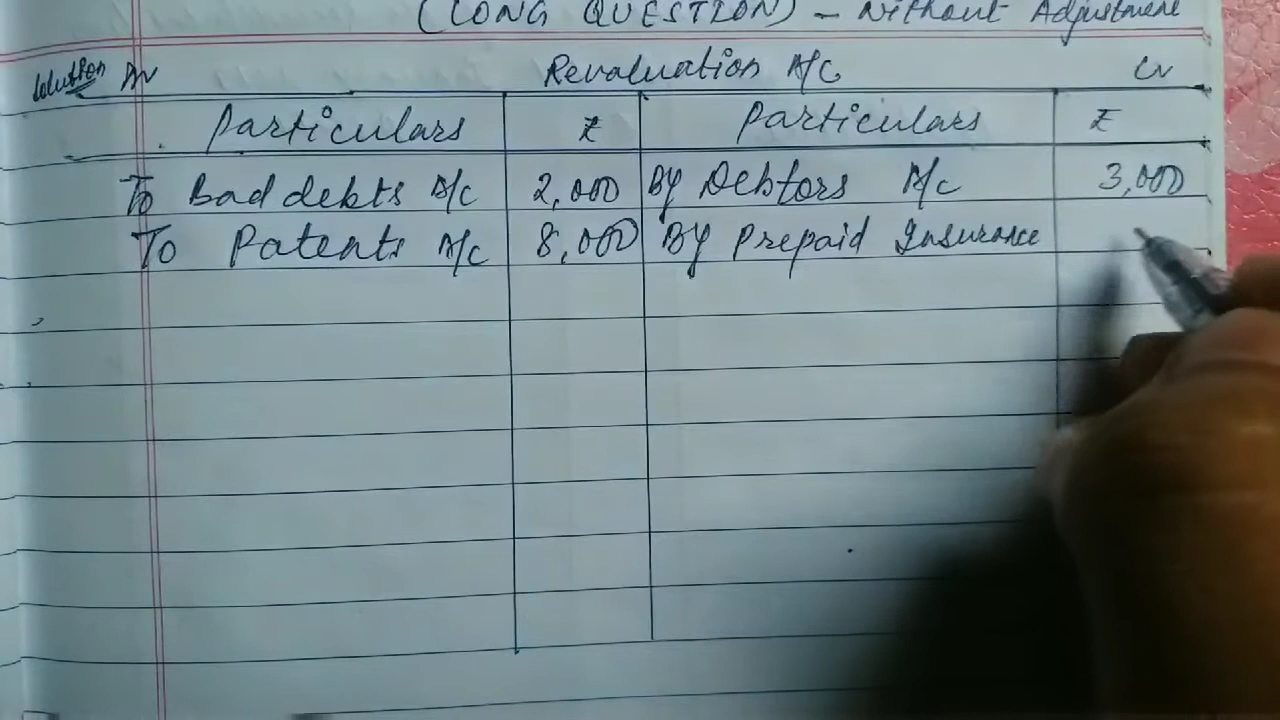 (LONG QUESTION) - Without Adjustment
Solution Dr Revaluation A/C Cr
Particulars ₹ Particulars ₹
To Bad debts A/c 2,000 By Debtors A/c 3,000
To Patents A/c 8,000 By Prepaid Insurance